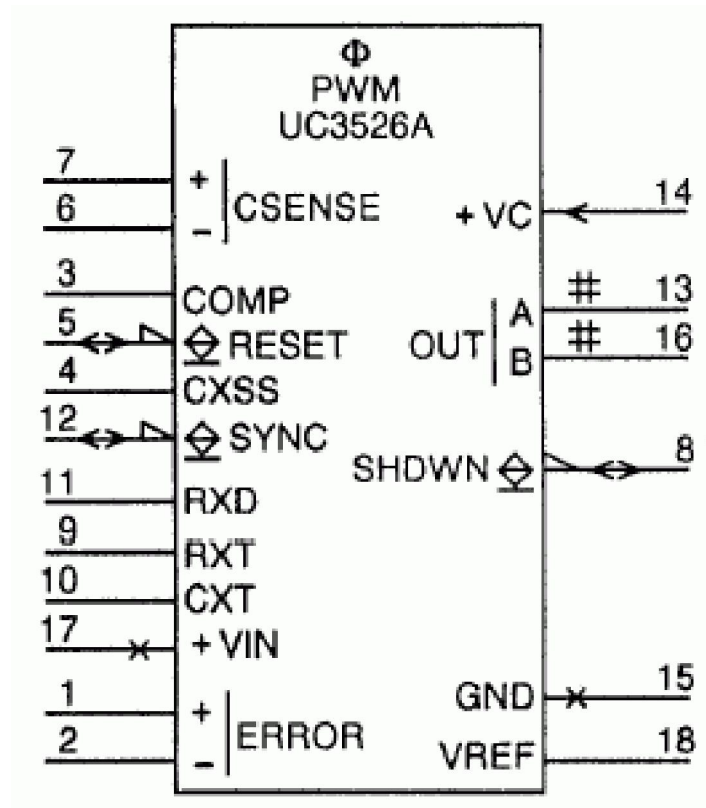 Φ
PWM
UC3526A
7 +
CSENSE
6 -
+ VC 14
3 COMP
A # 13
5 RESET
OUT
B # 16
4 CXSS
12 SYNC
SHDWN 8
11 RXD
9 RXT
10 CXT
17 + VIN
GND 15
1 +
ERROR
2 -
VREF 18